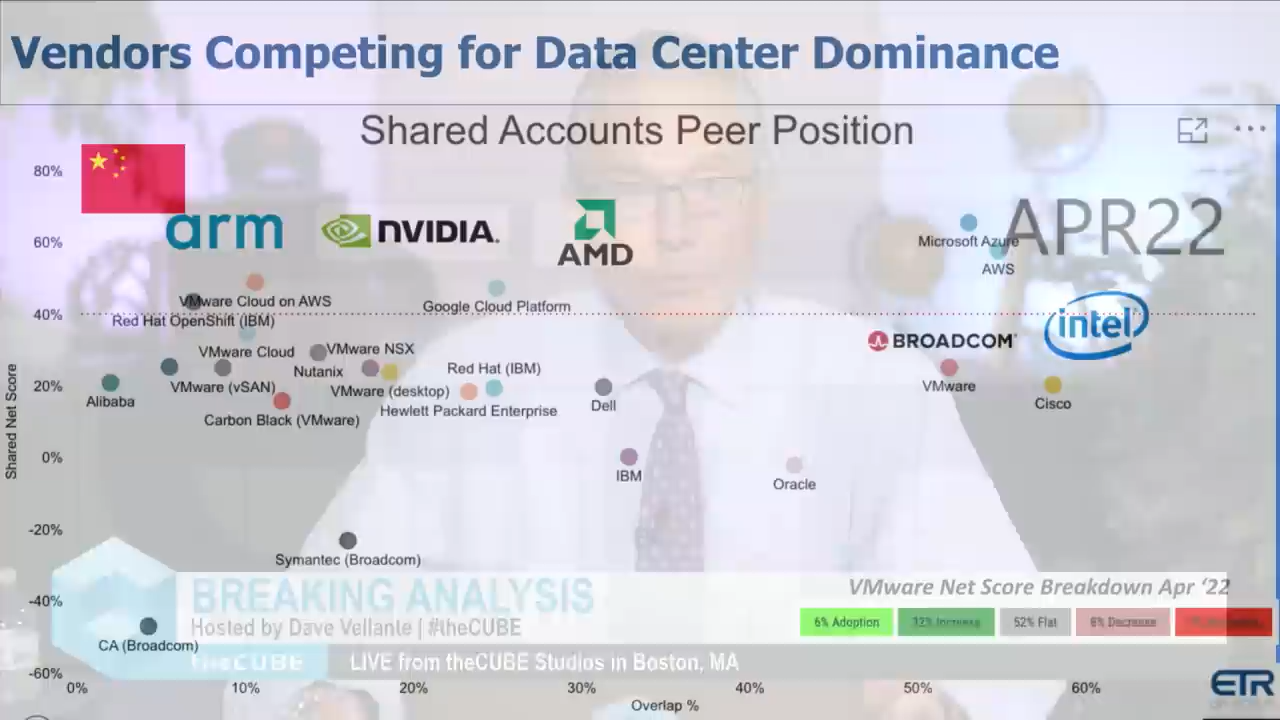 Vendors Competing for Data Center Dominance
Shared Accounts Peer Position
80%
60%
40%
20%
0%
-20%
-40%
-60%
Shared Net Score
arm
NVIDIA.
AMD
APR22
Microsoft Azure
AWS
VMware Cloud on AWS
Google Cloud Platform
Red Hat OpenShift (IBM)
intel
BROADCOM
VMware Cloud
VMware NSX
Nutanix
Red Hat (IBM)
VMware (vSAN)
VMware (desktop)
VMware
Alibaba
Carbon Black (VMware)
Hewlett Packard Enterprise
Dell
Cisco
IBM
Oracle
Symantec (Broadcom)
CA (Broadcom)
BREAKING ANALYSIS
Hosted by Dave Vellante | #theCUBE
theCUBE
LIVE from theCUBE Studios in Boston, MA
VMware Net Score Breakdown Apr ‘22
6% Adoption
32% Increase
52% Flat
8% Decrease
0%
10%
20%
30%
40%
50%
60%
Overlap %
ETR